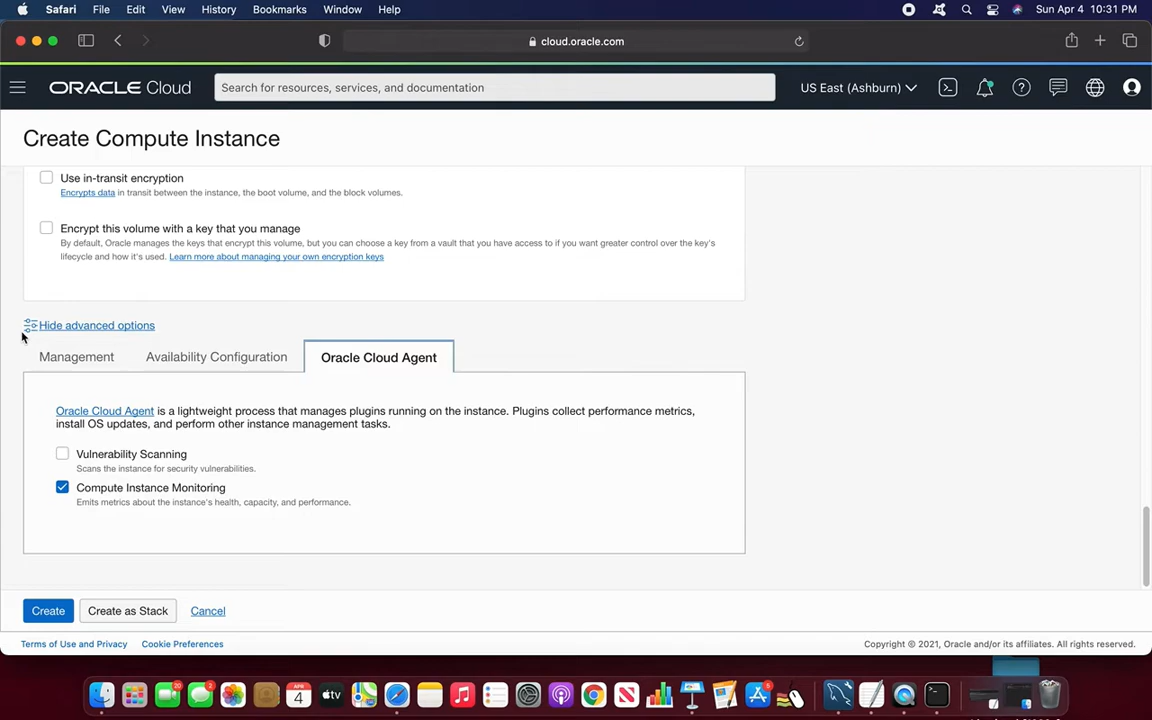 Safari File Edit View History Bookmarks Window Help Sun Apr 4 10:31 PM
cloud.oracle.com
ORACLE Cloud Search for resources, services, and documentation US East (Ashburn)
Create Compute Instance
Use in-transit encryption
Encrypts data in transit between the instance, the boot volume, and the block volumes.
Encrypt this volume with a key that you manage
By default, Oracle manages the keys that encrypt this volume, but you can choose a key from a vault that you have access to if you want greater control over the key's
lifecycle and how it's used. Learn more about managing your own encryption keys
Hide advanced options
Management Availability Configuration Oracle Cloud Agent
Oracle Cloud Agent is a lightweight process that manages plugins running on the instance. Plugins collect performance metrics,
install OS updates, and perform other instance management tasks.
Vulnerability Scanning
Scans the instance for security vulnerabilities.
Compute Instance Monitoring
Emits metrics about the instance's health, capacity, and performance.
Create Create as Stack Cancel
Terms of Use and Privacy Cookie Preferences Copyright © 2021, Oracle and/or its affiliates. All rights reserved.